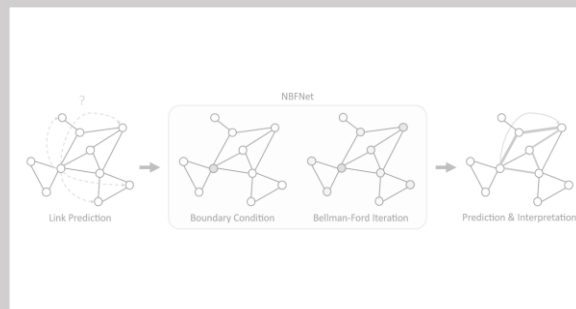 ?
NBFNet
Link Prediction
Boundary Condition
Bellman-Ford Iteration
Prediction & Interpretation